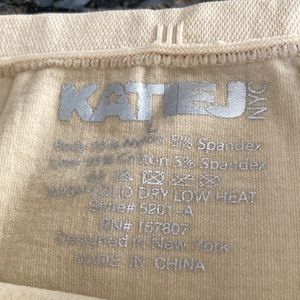 KATIEJ NYC
L
Body 95% Nylon 5% Spandex
95% Cotton 5% Spandex
WASH COLD DRY LOW HEAT
Style# 5201-A
RN# 157807
Designed in New York
MADE IN CHINA